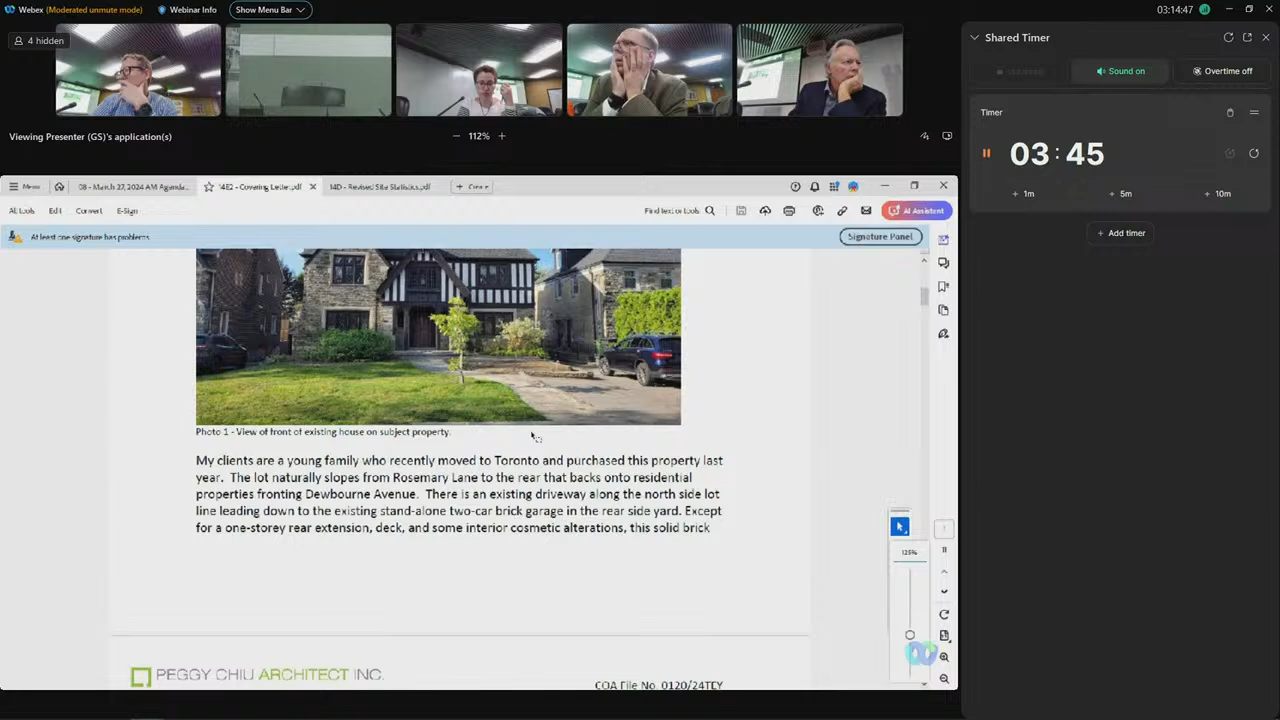 Webex (Moderated unmute mode) Webinar Info Show Menu Bar 03:14:47
4 hidden
Shared Timer
Sound on Overtime off
Timer
03:45
+ 1m + 5m + 10m
+ Add timer
Viewing Presenter (GS)'s application(s) 112%
Menu 08 - March 27, 2024 AM Agenda... 14E2 - Covering Letter.pdf 14D - Revised Site Statistics.pdf + Create
All tools Edit Convert E-Sign Find text or tools AI Assistant
At least one signature has problems. Signature Panel
Photo 1 - View of front of existing house on subject property.
My clients are a young family who recently moved to Toronto and purchased this property last
year. The lot naturally slopes from Rosemary Lane to the rear that backs onto residential
properties fronting Dewbourne Avenue. There is an existing driveway along the north side lot
line leading down to the existing stand-alone two-car brick garage in the rear side yard. Except
for a one-storey rear extension, deck, and some interior cosmetic alterations, this solid brick
1
125%
11
PEGGY CHIU ARCHITECT INC.
COA File No. 0120/24TEY